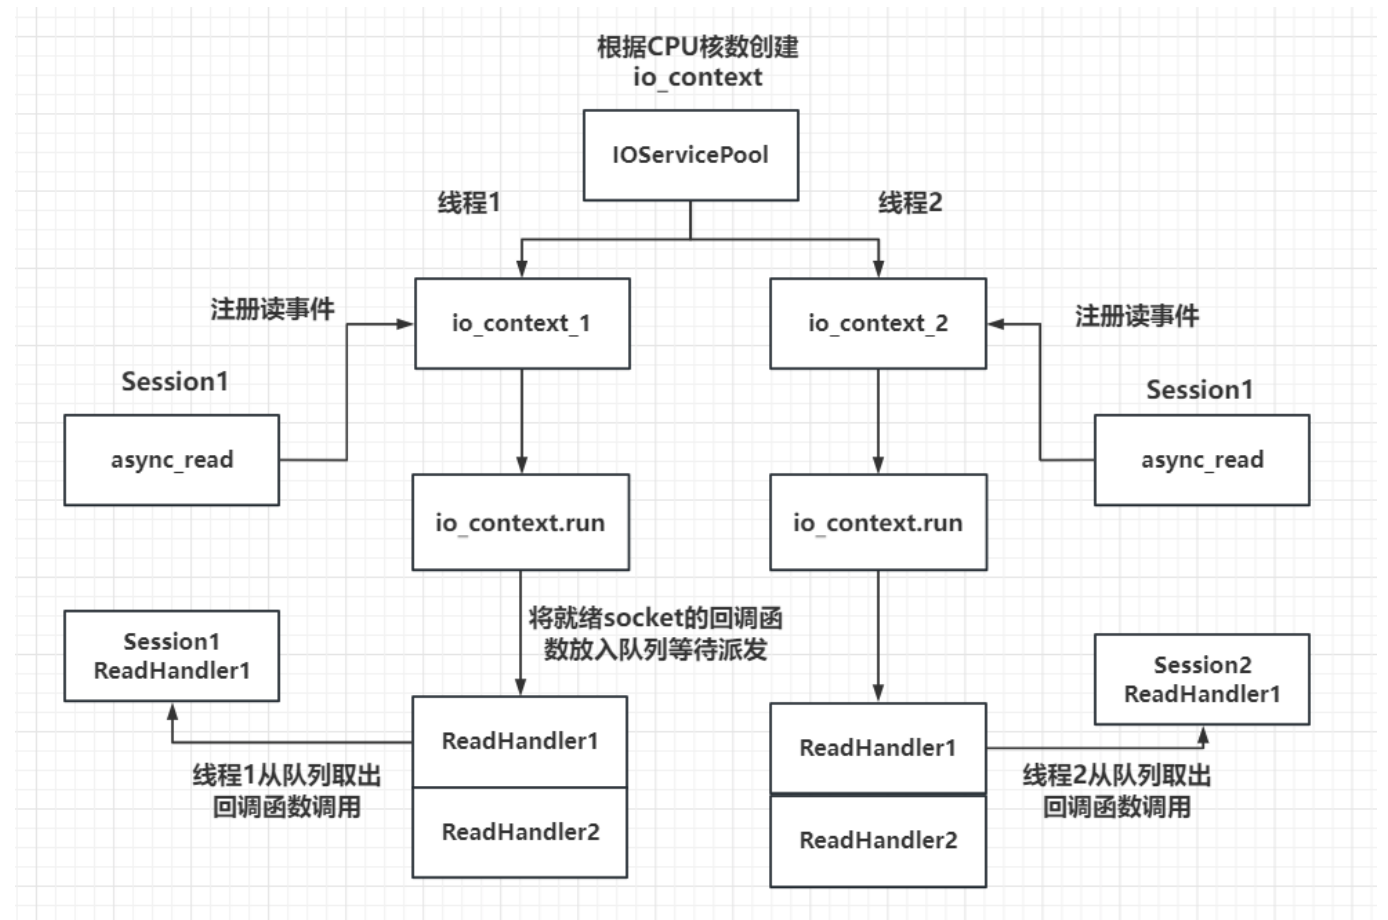 根据CPU核数创建
io_context
IOServicePool
线程1
线程2
io_context_1
io_context_2
注册读事件
注册读事件
Session1
Session1
async_read
async_read
io_context.run
io_context.run
将就绪socket的回调函
数放入队列等待派发
Session1
ReadHandler1
Session2
ReadHandler1
ReadHandler1
ReadHandler1
线程1从队列取出
回调函数调用
线程2从队列取出
回调函数调用
ReadHandler2
ReadHandler2